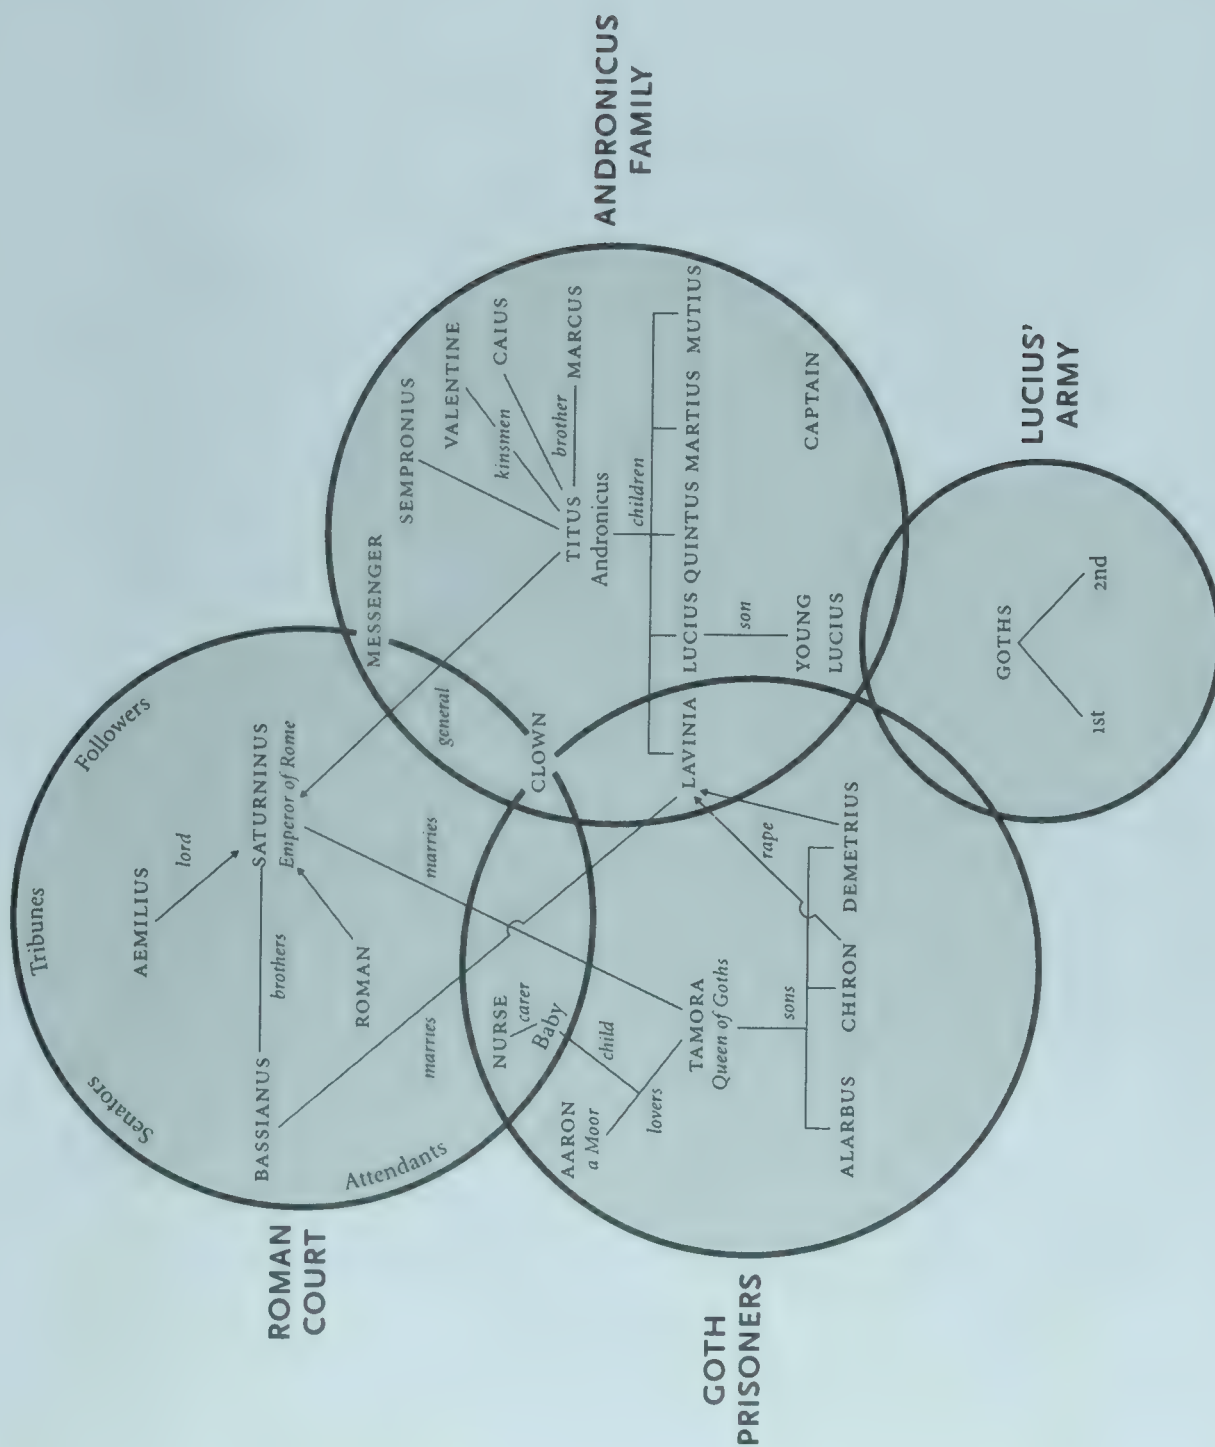 ROMAN
COURT
Senators
Tribunes
Followers
Attendants
AEMILIUS
lord
BASSIANUS
brothers
SATURNINUS
Emperor of Rome
ROMAN
marries
marries
general
MESSENGER
CLOWN
ANDRONICUS
FAMILY
SEMPRONIUS
VALENTINE
CAIUS
kinsmen
brother
MARCUS
TITUS
Andronicus
children
LAVINIA LUCIUS QUINTUS MARTIUS MUTIUS
son
YOUNG
LUCIUS
CAPTAIN
GOTH
PRISONERS
NURSE
carer
Baby
child
AARON
a Moor
lovers
TAMORA
Queen of Goths
sons
rape
ALARBUS CHIRON DEMETRIUS
LUCIUS'
ARMY
GOTHS
1st 2nd